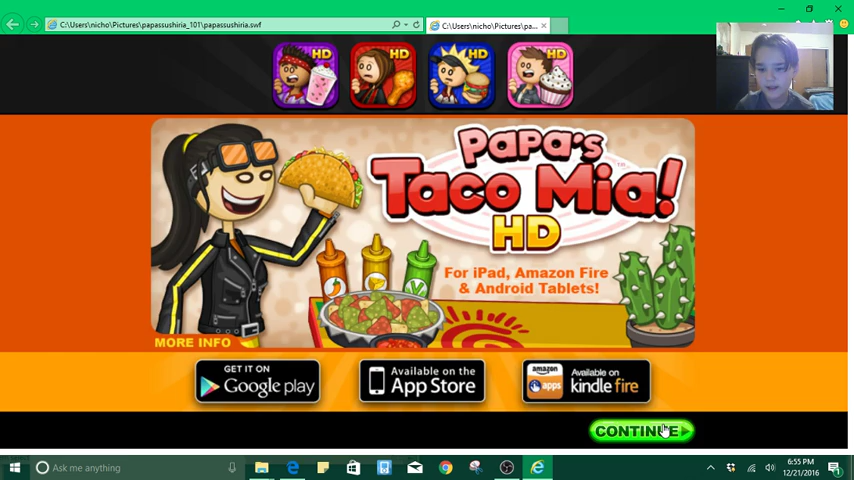 C:\Users\nicho\Pictures\papassushiria_101\papassushiria.swf
C:\Users\nicho\Pictures\pa...
HD
HD
HD
HD
Papa's
Taco Mia!
HD
For iPad, Amazon Fire
& Android Tablets!
MORE INFO
GET IT ON
Google play
Available on the
App Store
amazon
apps
Available on
kindle fire
CONTINUE
Ask me anything
6:55 PM
12/21/2016